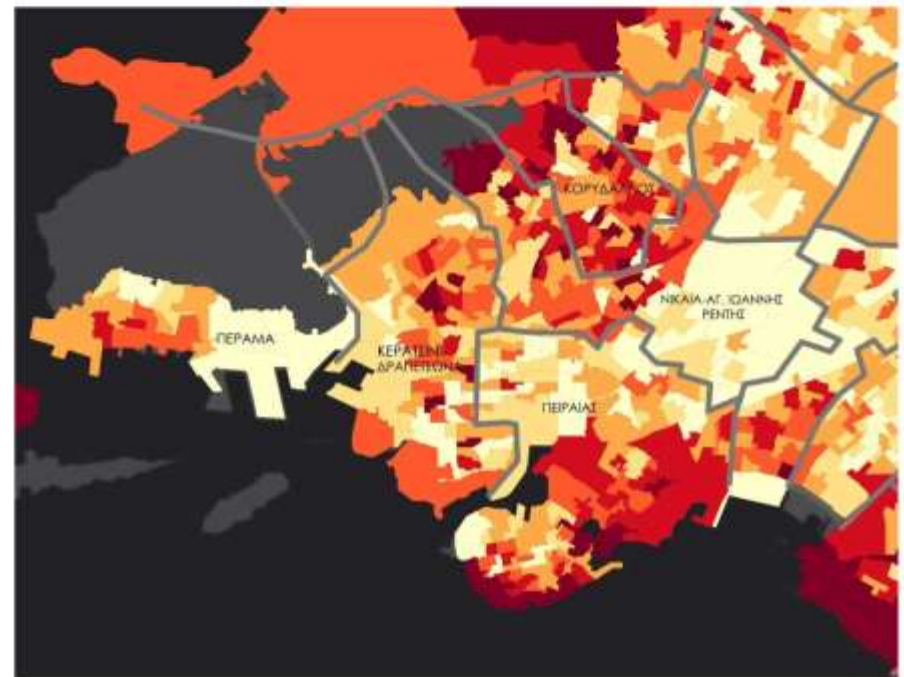 ΚΟΡΥΔΑΛΛΟΣ
ΝΙΚΑΙΑ-ΑΓ. ΙΩΑΝΝΗΣ
ΡΕΝΤΗΣ
ΠΕΡΑΜΑ
ΚΕΡΑΤΣΙΝΙ-
ΔΡΑΠΕΤΣΩΝΑ
ΠΕΙΡΑΙΑΣ